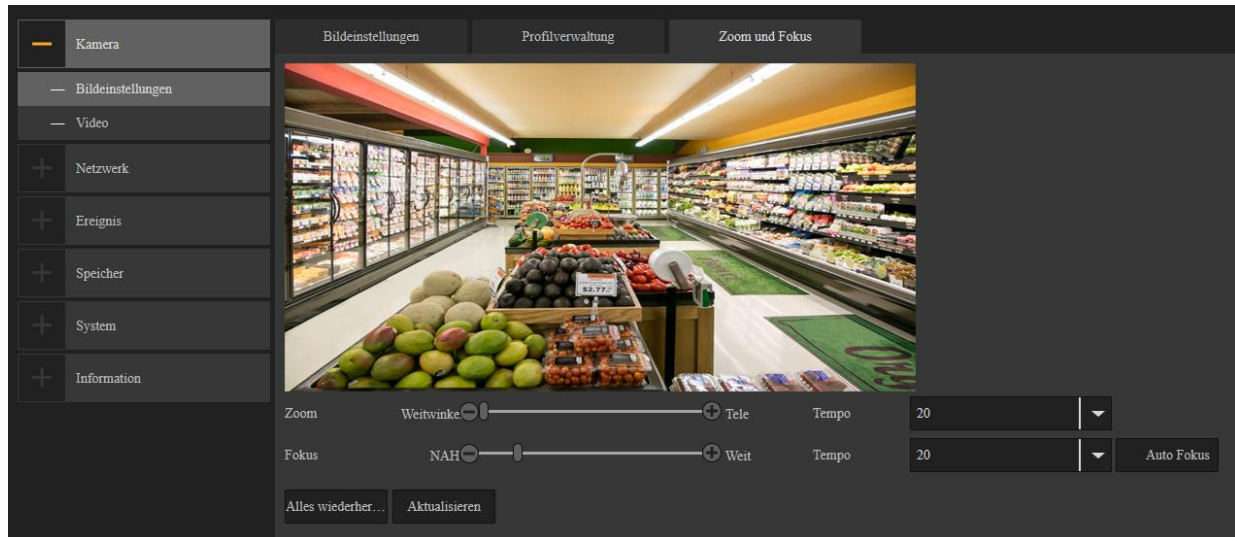 Kamera
Bildeinstellungen
Video
Netzwerk
Ereignis
Speicher
System
Information
Bildeinstellungen Profilverwaltung Zoom und Fokus
$2.77
Zoom Weitwinke Tele Tempo 20
Fokus NAH Weit Tempo 20 Auto Fokus
Alles wiederher... Aktualisieren